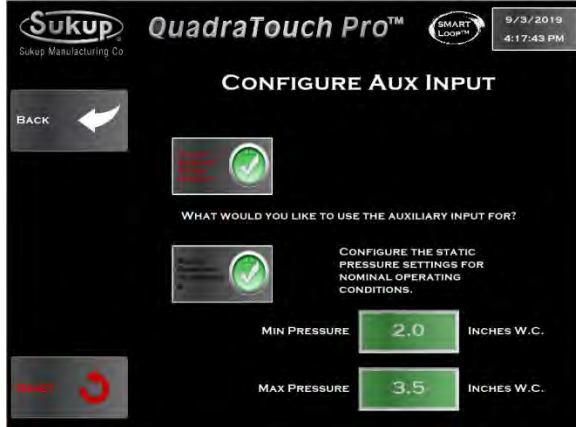 Sukup
Sukup Manufacturing Co
QuadraTouch Pro™
SMART
LOOP™
9/3/2019
4:17:43 PM
CONFIGURE AUX INPUT
BACK
WHAT WOULD YOU LIKE TO USE THE AUXILIARY INPUT FOR?
CONFIGURE THE STATIC
PRESSURE SETTINGS FOR
NOMINAL OPERATING
CONDITIONS.
MIN PRESSURE 2.0 INCHES W.C.
MAX PRESSURE 3.5 INCHES W.C.